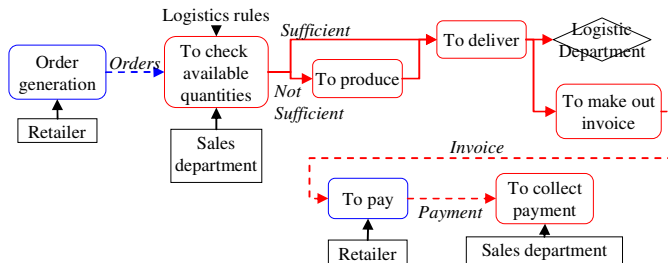 Logistics rules
Order
generation
Orders
To check
available
quantities
Sufficient
Not
Sufficient
To produce
To deliver
Logistic
Department
Retailer
Sales
department
To make out
invoice
Invoice
To pay
Payment
To collect
payment
Retailer
Sales department